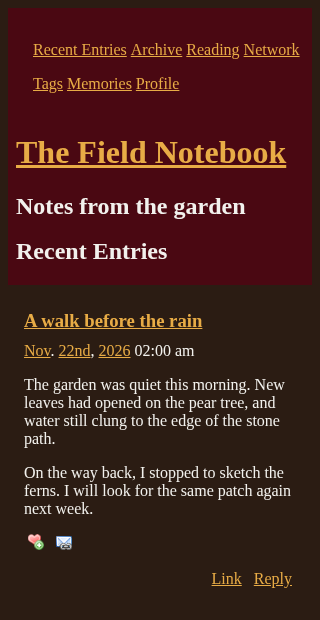 Recent Entries Archive Reading Network
Tags Memories Profile
The Field Notebook
Notes from the garden
Recent Entries
A walk before the rain
Nov. 22nd, 2026 02:00 am
The garden was quiet this morning. New
leaves had opened on the pear tree, and
water still clung to the edge of the stone
path.
On the way back, I stopped to sketch the
ferns. I will look for the same patch again
next week.
Link Reply